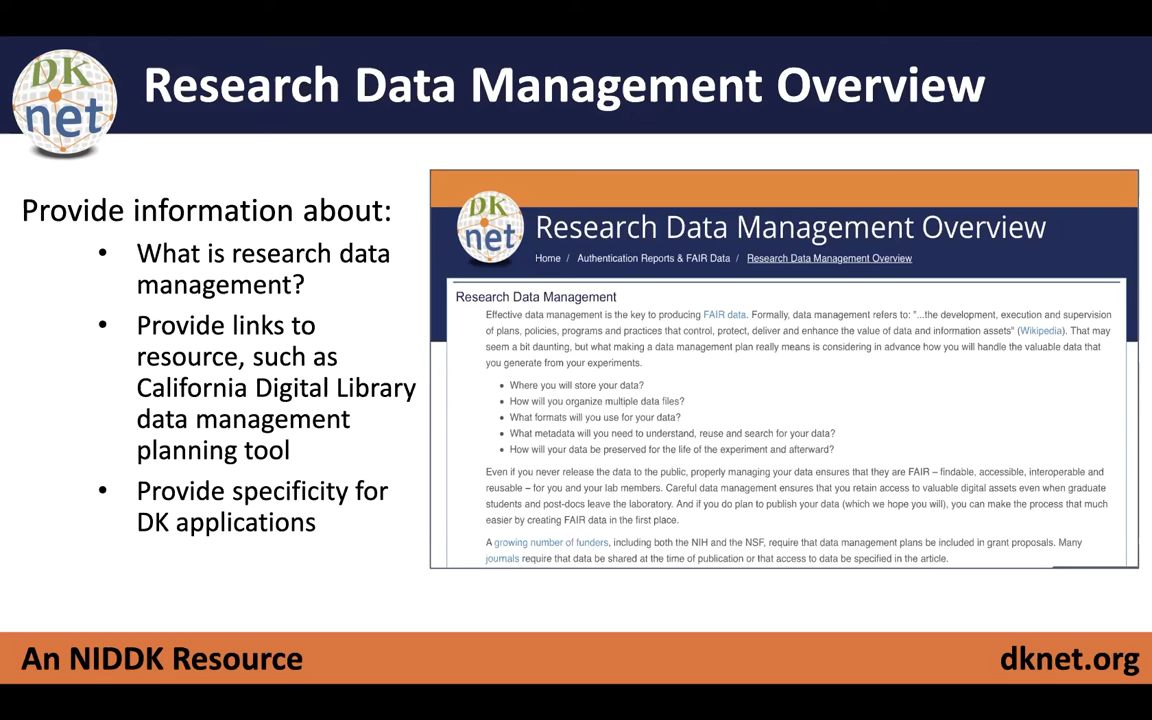 DK
net
Research Data Management Overview
Provide information about:
• What is research data
management?
• Provide links to
resource, such as
California Digital Library
data management
planning tool
• Provide specificity for
DK applications
DK
net
Research Data Management Overview
Home / Authentication Reports & FAIR Data / Research Data Management Overview
Research Data Management
Effective data management is the key to producing FAIR data. Formally, data management refers to: "...the development, execution and supervision
of plans, policies, programs and practices that control, protect, deliver and enhance the value of data and information assets" (Wikipedia). That may
seem a bit daunting, but what making a data management plan really means is considering in advance how you will handle the valuable data that
you generate from your experiments.
• Where you will store your data?
• How will you organize multiple data files?
• What formats will you use for your data?
• What metadata will you need to understand, reuse and search for your data?
• How will your data be preserved for the life of the experiment and afterward?
Even if you never release the data to the public, properly managing your data ensures that they are FAIR – findable, accessible, interoperable and
reusable – for you and your lab members. Careful data management ensures that you retain access to valuable digital assets even when graduate
students and post-docs leave the laboratory. And if you do plan to publish your data (which we hope you will), you can make the process that much
easier by creating FAIR data in the first place.
A growing number of funders, including both the NIH and the NSF, require that data management plans be included in grant proposals. Many
journals require that data be shared at the time of publication or that access to data be specified in the article.
An NIDDK Resource
dknet.org